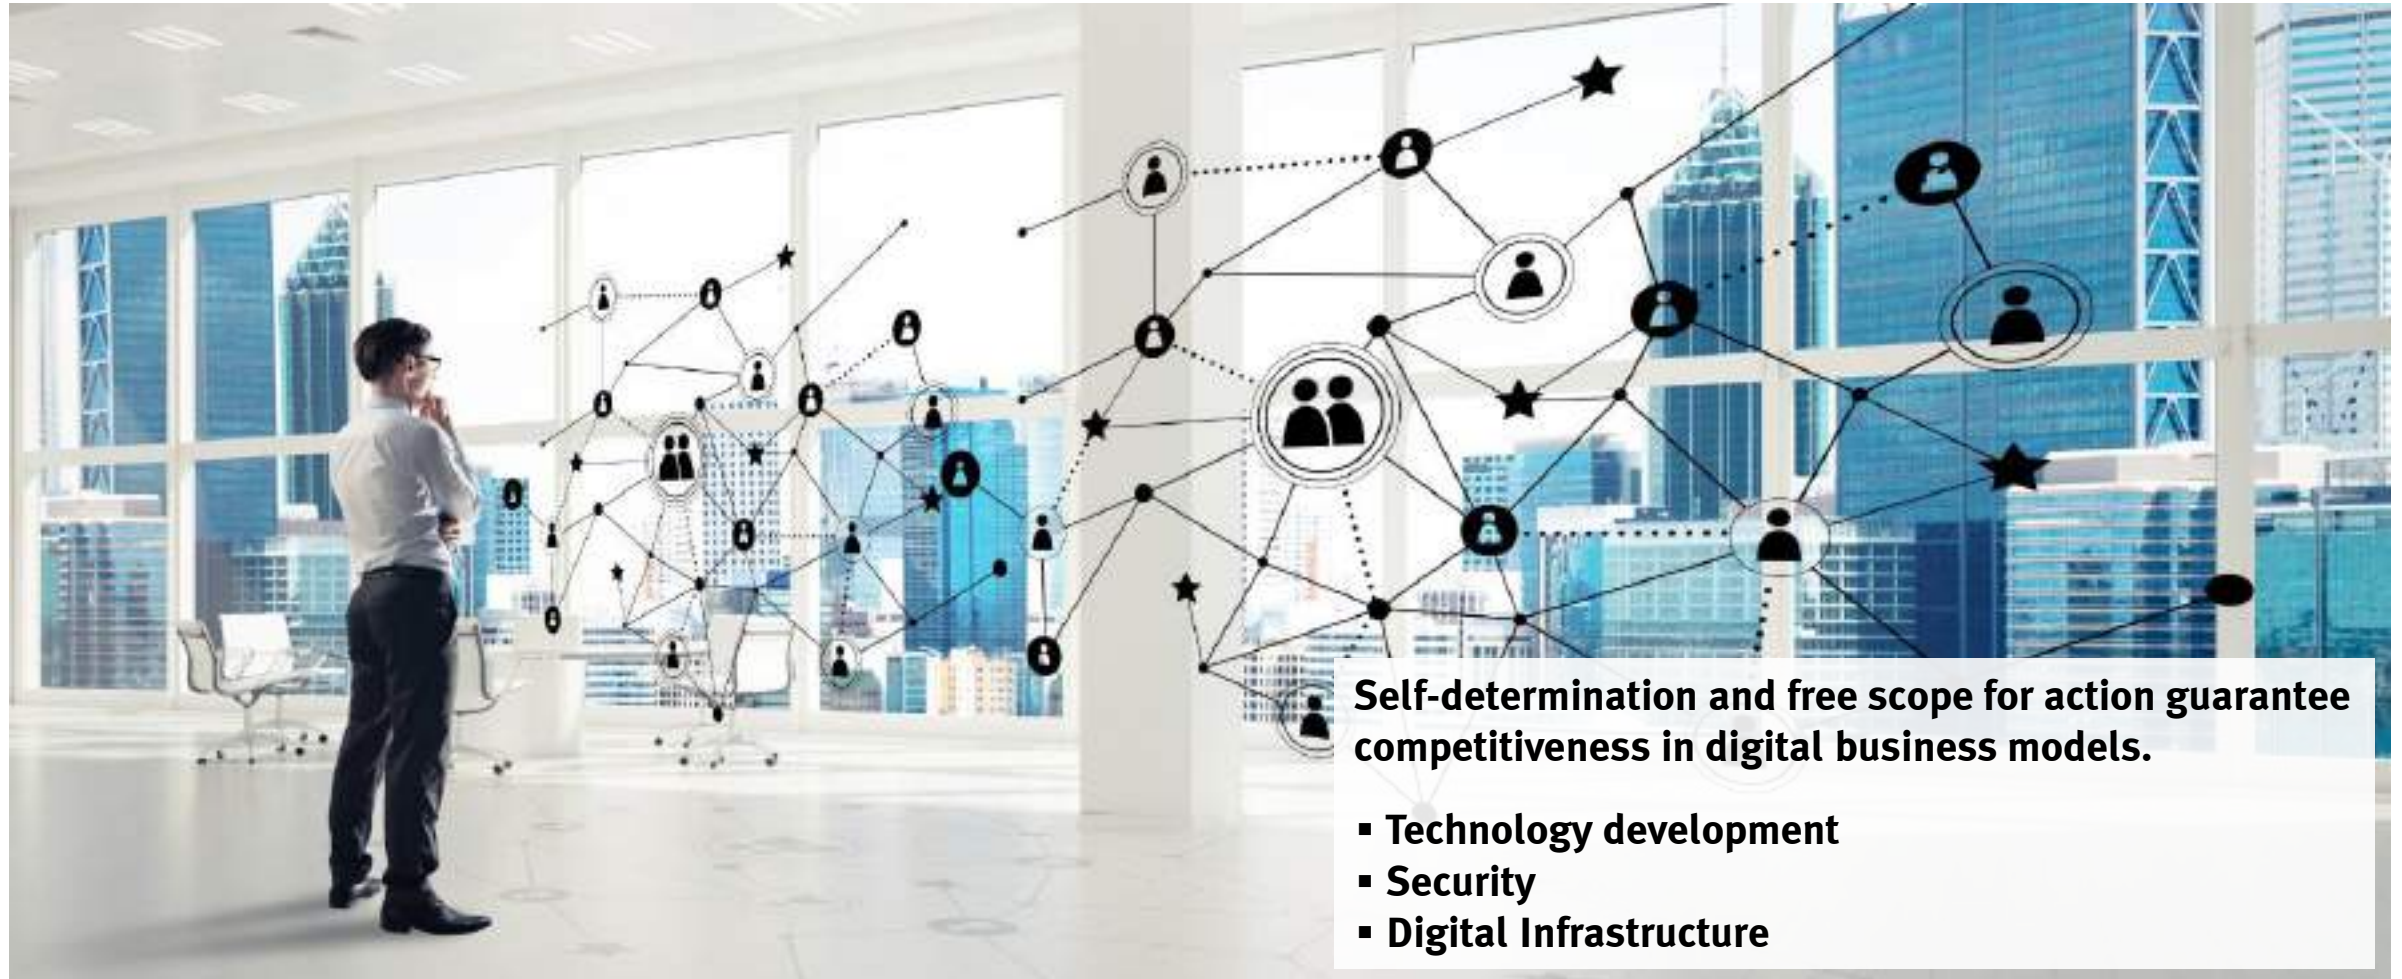 Self-determination and free scope for action guarantee
competitiveness in digital business models.
▪ Technology development
▪ Security
▪ Digital Infrastructure